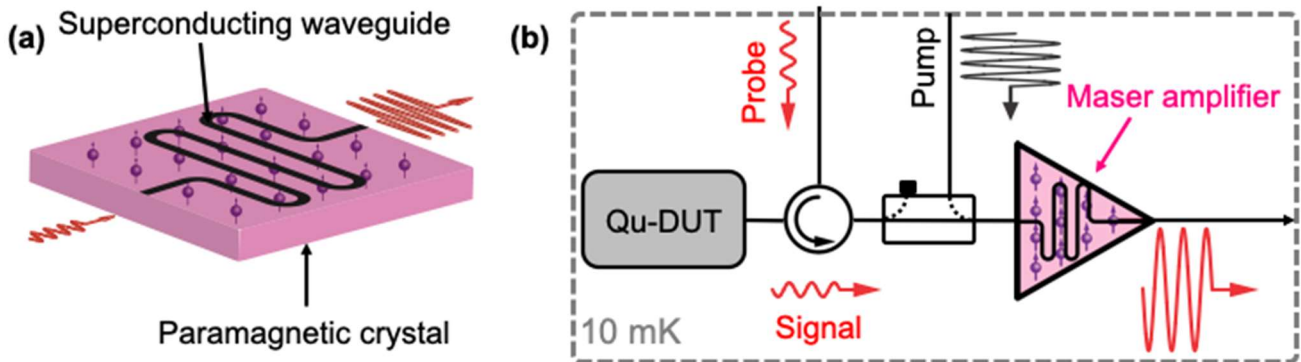 (a)
Superconducting waveguide
Paramagnetic crystal
(b)
Probe
Pump
Maser amplifier
Qu-DUT
Signal
10 mK